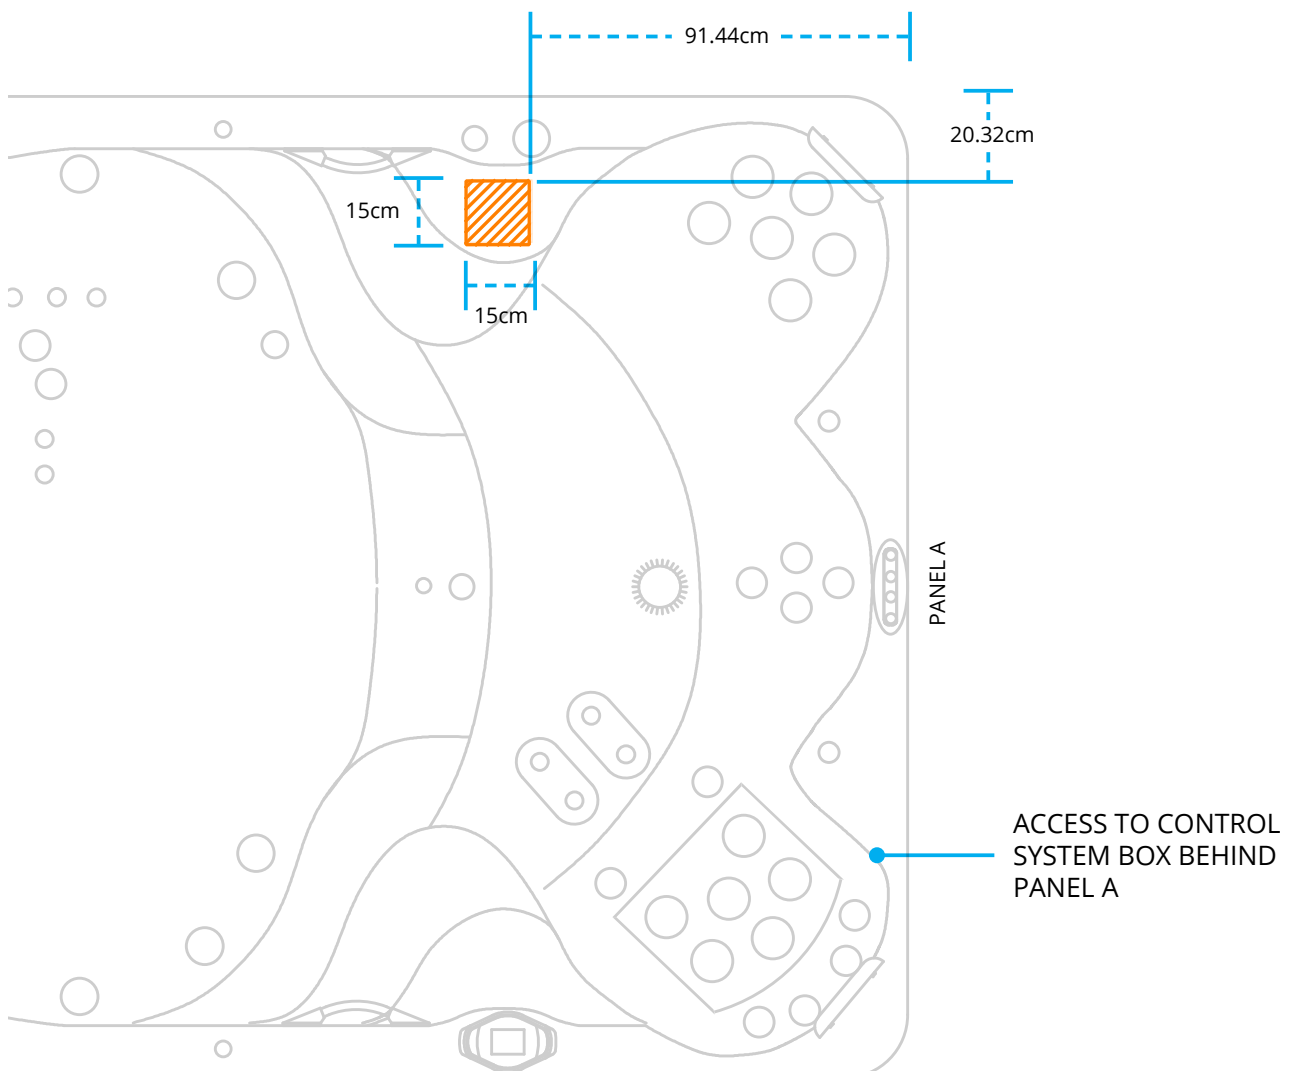 91.44cm
20.32cm
15cm
15cm
PANEL A
ACCESS TO CONTROL
SYSTEM BOX BEHIND
PANEL A